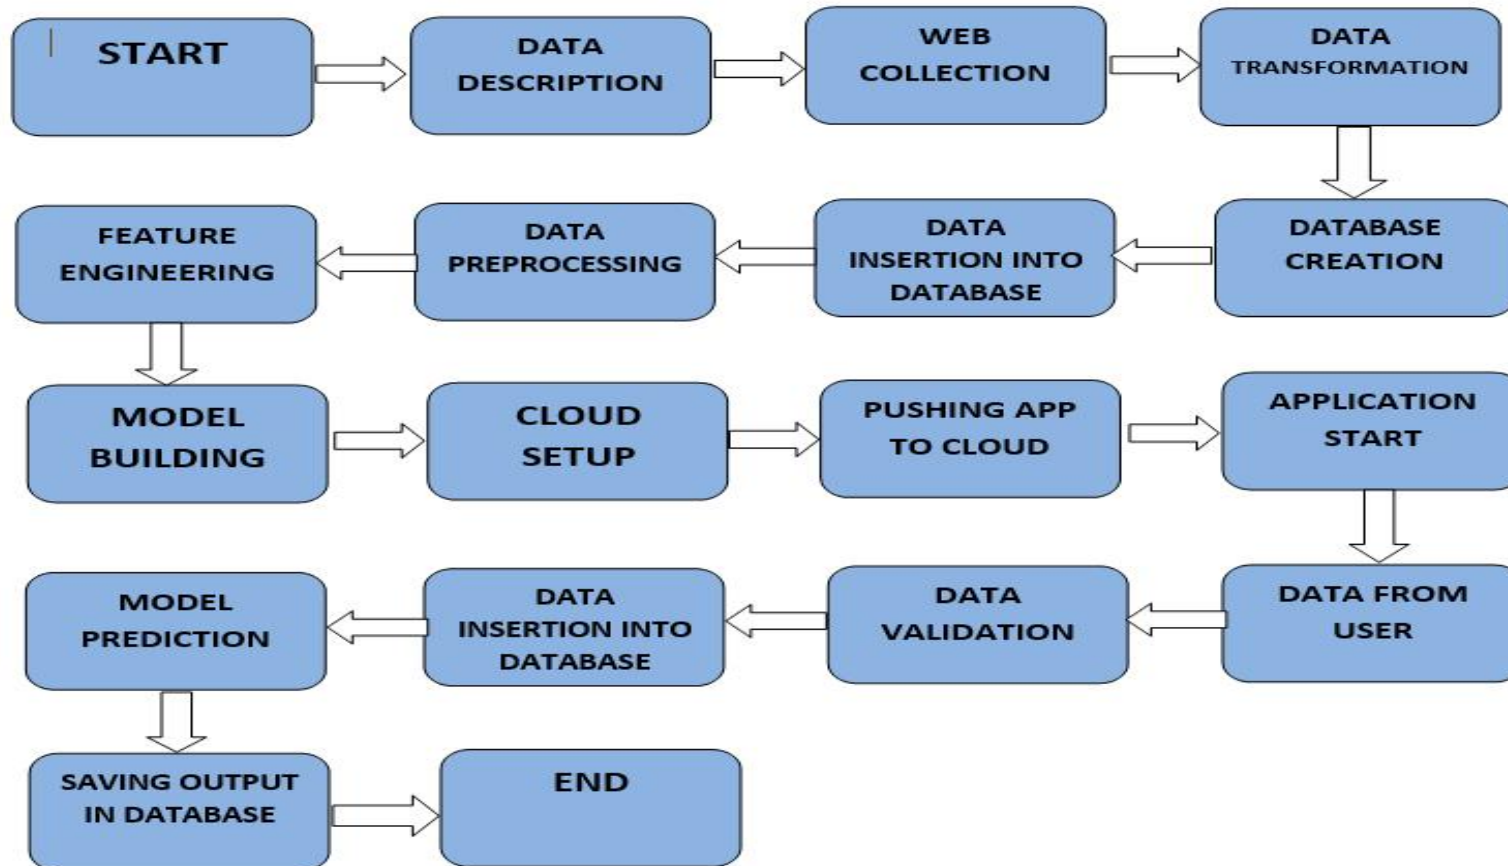 START
DATA
DESCRIPTION
WEB
COLLECTION
DATA
TRANSFORMATION
DATABASE
CREATION
DATA
INSERTION INTO
DATABASE
DATA
PREPROCESSING
FEATURE
ENGINEERING
MODEL
BUILDING
CLOUD
SETUP
PUSHING APP
TO CLOUD
APPLICATION
START
DATA FROM
USER
DATA
VALIDATION
DATA
INSERTION INTO
DATABASE
MODEL
PREDICTION
SAVING OUTPUT
IN DATABASE
END